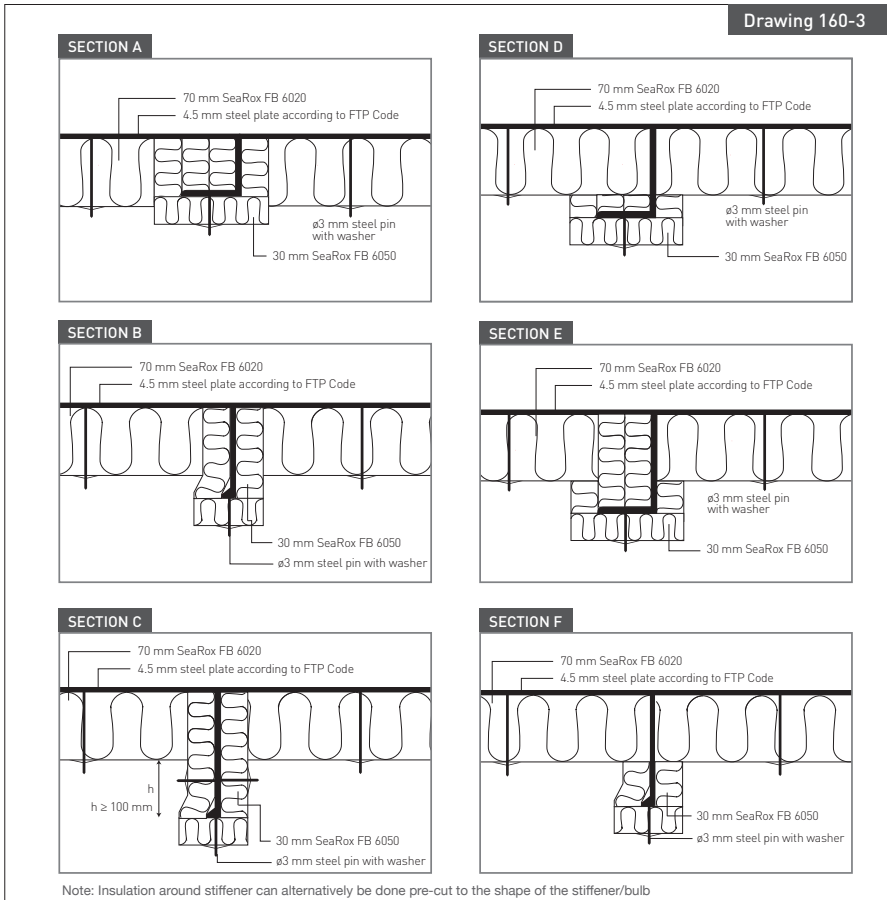 Drawing 160-3
SECTION A
70 mm SeaRox FB 6020
4.5 mm steel plate according to FTP Code
ø3 mm steel pin
with washer
30 mm SeaRox FB 6050
SECTION D
70 mm SeaRox FB 6020
4.5 mm steel plate according to FTP Code
ø3 mm steel pin
with washer
30 mm SeaRox FB 6050
SECTION B
70 mm SeaRox FB 6020
4.5 mm steel plate according to FTP Code
30 mm SeaRox FB 6050
ø3 mm steel pin with washer
SECTION E
70 mm SeaRox FB 6020
4.5 mm steel plate according to FTP Code
ø3 mm steel pin
with washer
30 mm SeaRox FB 6050
SECTION C
70 mm SeaRox FB 6020
4.5 mm steel plate according to FTP Code
h
h ≥ 100 mm
30 mm SeaRox FB 6050
ø3 mm steel pin with washer
SECTION F
70 mm SeaRox FB 6020
4.5 mm steel plate according to FTP Code
30 mm SeaRox FB 6050
ø3 mm steel pin with washer
Note: Insulation around stiffener can alternatively be done pre-cut to the shape of the stiffener/bulb